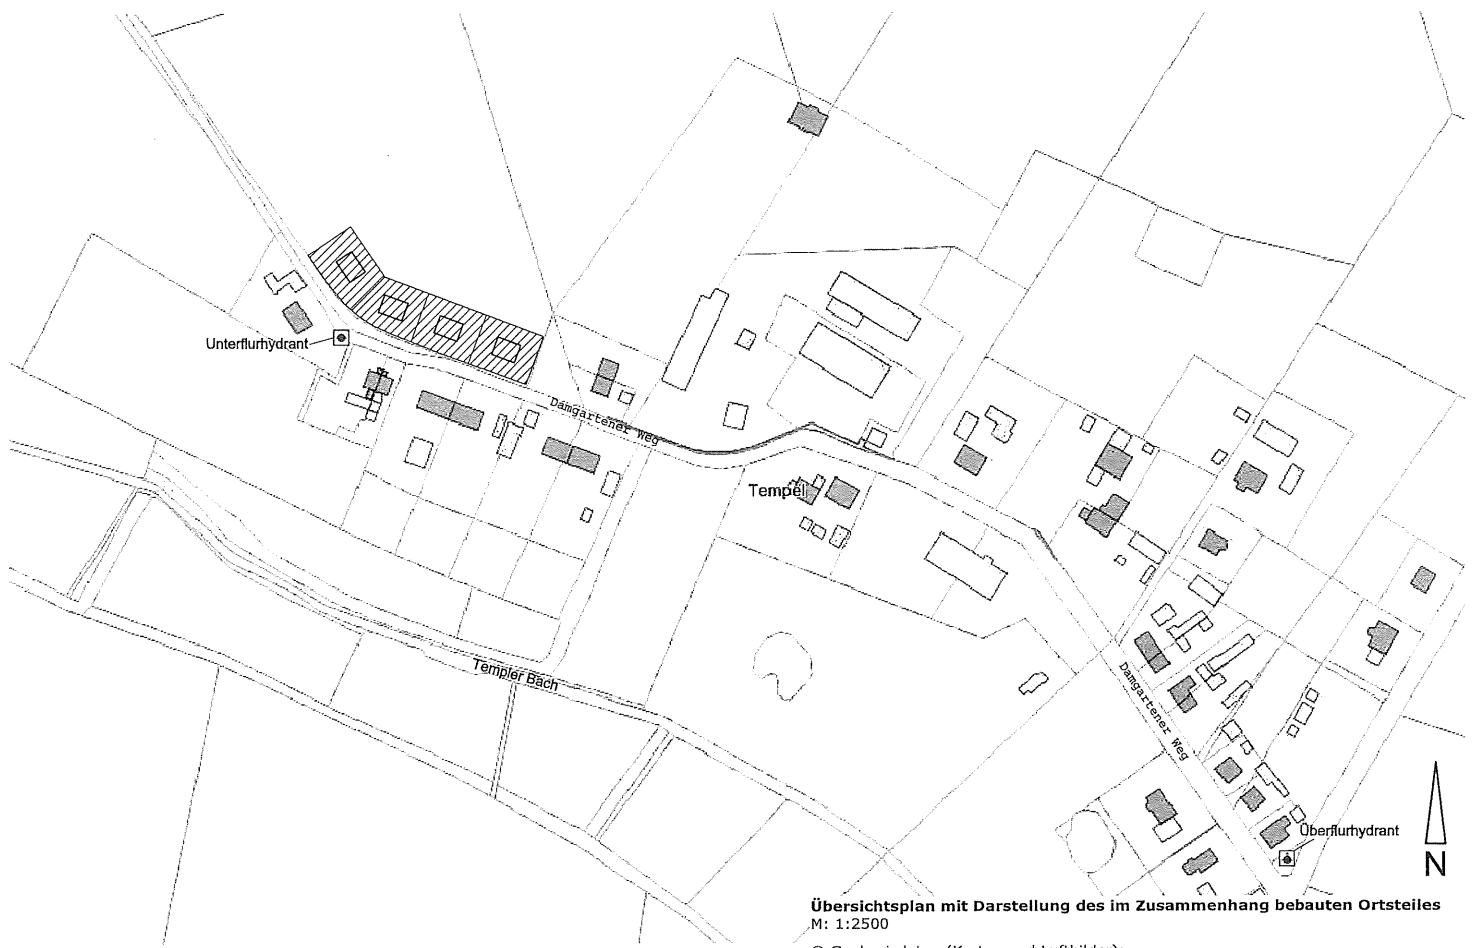 Unterflurhydrant
Damgartener Weg
Tempel
Templer Bach
Damgartener Weg
Überflurhydrant
N
Übersichtsplan mit Darstellung des im Zusammenhang bebauten Ortsteiles
M: 1:2500